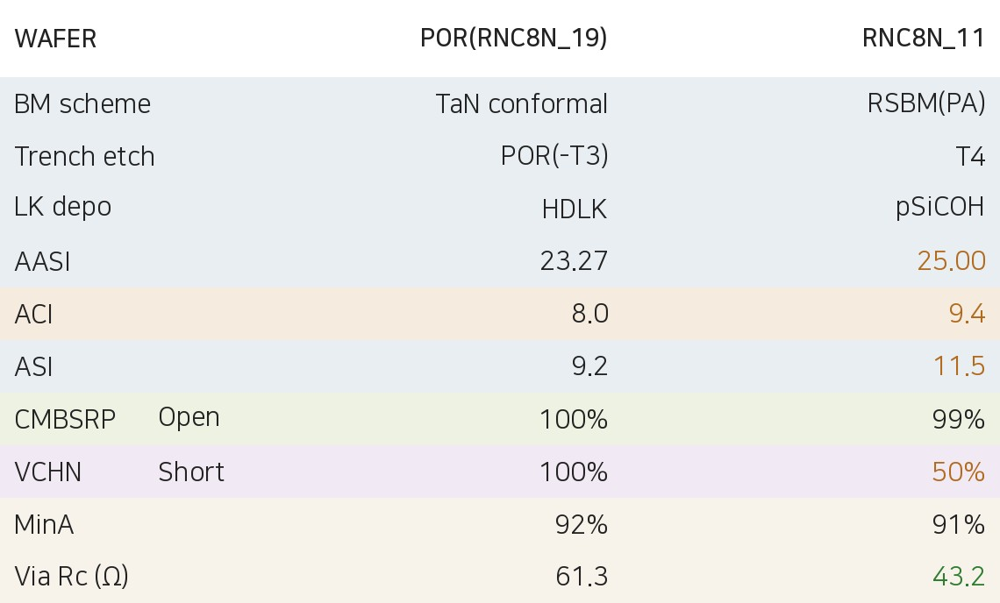 WAFER POR(RNC8N_19) RNC8N_11
BM scheme TaN conformal RSBM(PA)
Trench etch POR(-T3) T4
LK depo HDLK pSiCOH
AASI 23.27 25.00
ACI 8.0 9.4
ASI 9.2 11.5
CMBSRP Open 100% 99%
VCHN Short 100% 50%
MinA 92% 91%
Via Rc (Ω) 61.3 43.2